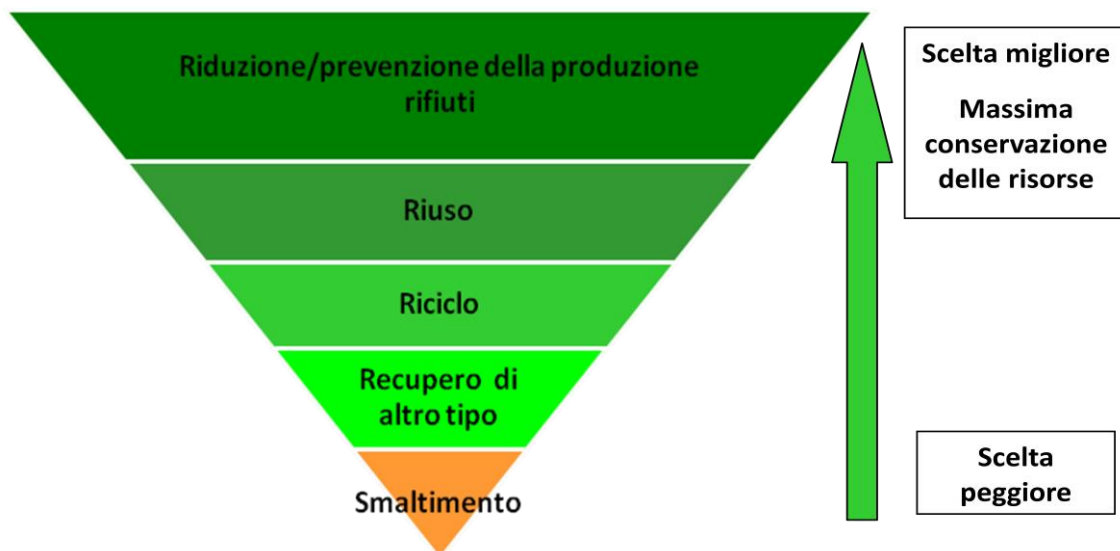 Riduzione/prevenzione della produzione
rifiuti
Riuso
Riciclo
Recupero di
altro tipo
Smaltimento
Scelta migliore
Massima
conservazione
delle risorse
Scelta
peggiore